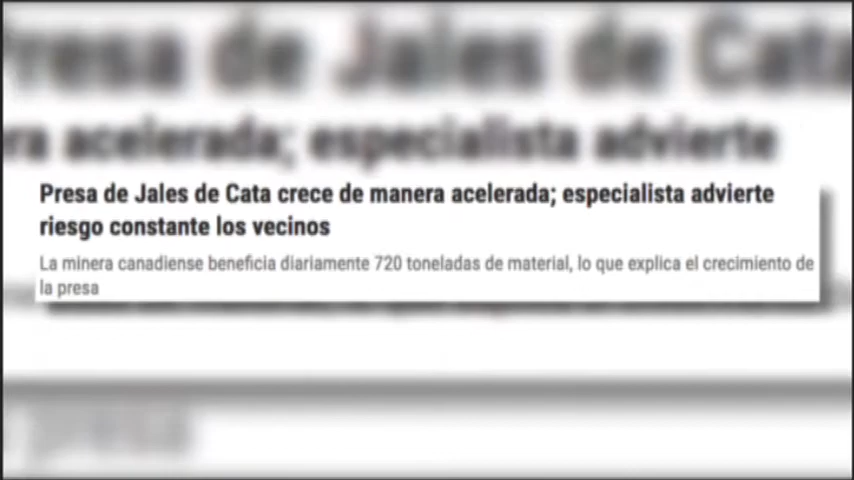 Presa de Jales de Cata
ra acelerada; especialista advierte
Presa de Jales de Cata crece de manera acelerada; especialista advierte
riesgo constante los vecinos
La minera canadiense beneficia diariamente 720 toneladas de material, lo que explica el crecimiento de
la presa
presa